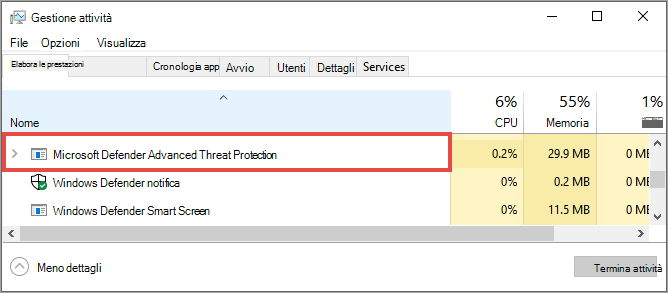 Gestione attività
File Opzioni Visualizza
Elabora le prestazioni Cronologia app Avvio Utenti Dettagli Services
6% 55% 1%
Nome CPU Memoria
Microsoft Defender Advanced Threat Protection 0.2% 29.9 MB 0 MB
Windows Defender notifica 0% 0.2 MB 0 MB
Windows Defender Smart Screen 0% 11.5 MB 0 MB
Meno dettagli Termina attività